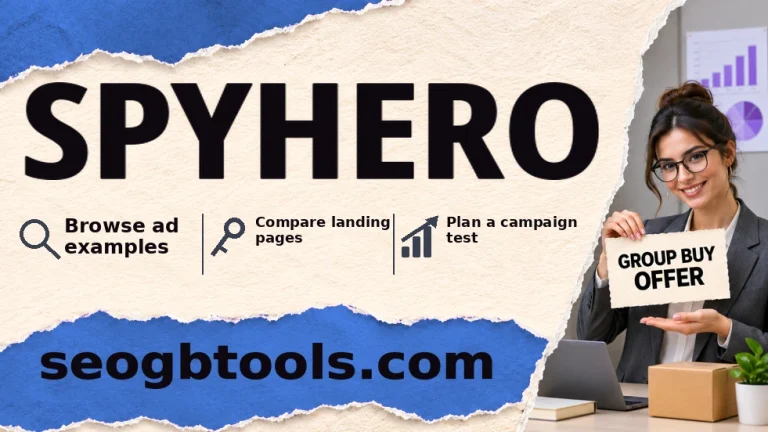 SPYHERO
Browse ad
examples
Compare landing
pages
Plan a campaign
test
GROUP BUY
OFFER
seogbtools.com